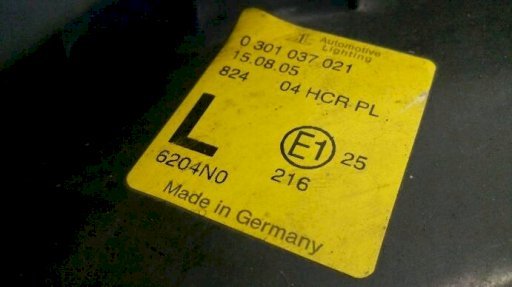 Automotive
Lighting
0 301 037 021
15.08.05
824 04 HCR PL
L
E1 25
6204N0 216
Made in Germany